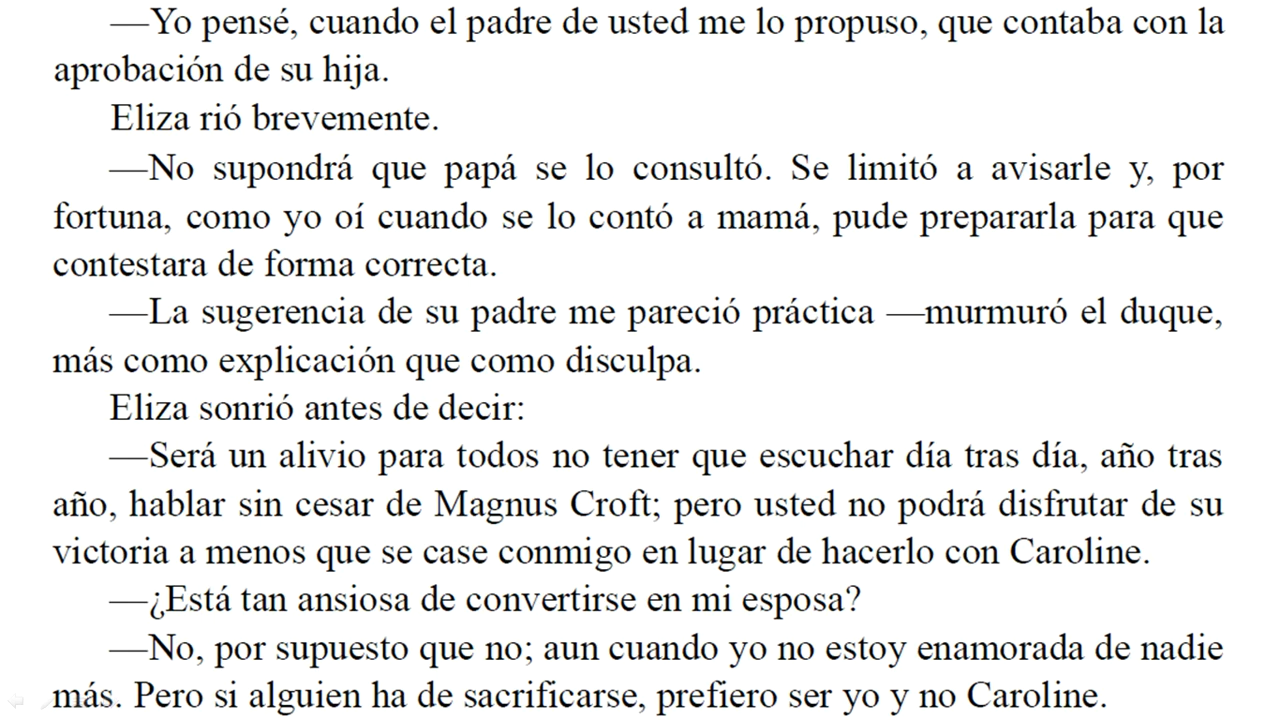 —Yo pensé, cuando el padre de usted me lo propuso, que contaba con la
aprobación de su hija.
Eliza rió brevemente.
—No supondrá que papá se lo consultó. Se limitó a avisarle y, por
fortuna, como yo oí cuando se lo contó a mamá, pude prepararla para que
contestara de forma correcta.
—La sugerencia de su padre me pareció práctica —murmuró el duque,
más como explicación que como disculpa.
Eliza sonrió antes de decir:
—Será un alivio para todos no tener que escuchar día tras día, año tras
año, hablar sin cesar de Magnus Croft; pero usted no podrá disfrutar de su
victoria a menos que se case conmigo en lugar de hacerlo con Caroline.
—¿Está tan ansiosa de convertirse en mi esposa?
—No, por supuesto que no; aun cuando yo no estoy enamorada de nadie
más. Pero si alguien ha de sacrificarse, prefiero ser yo y no Caroline.